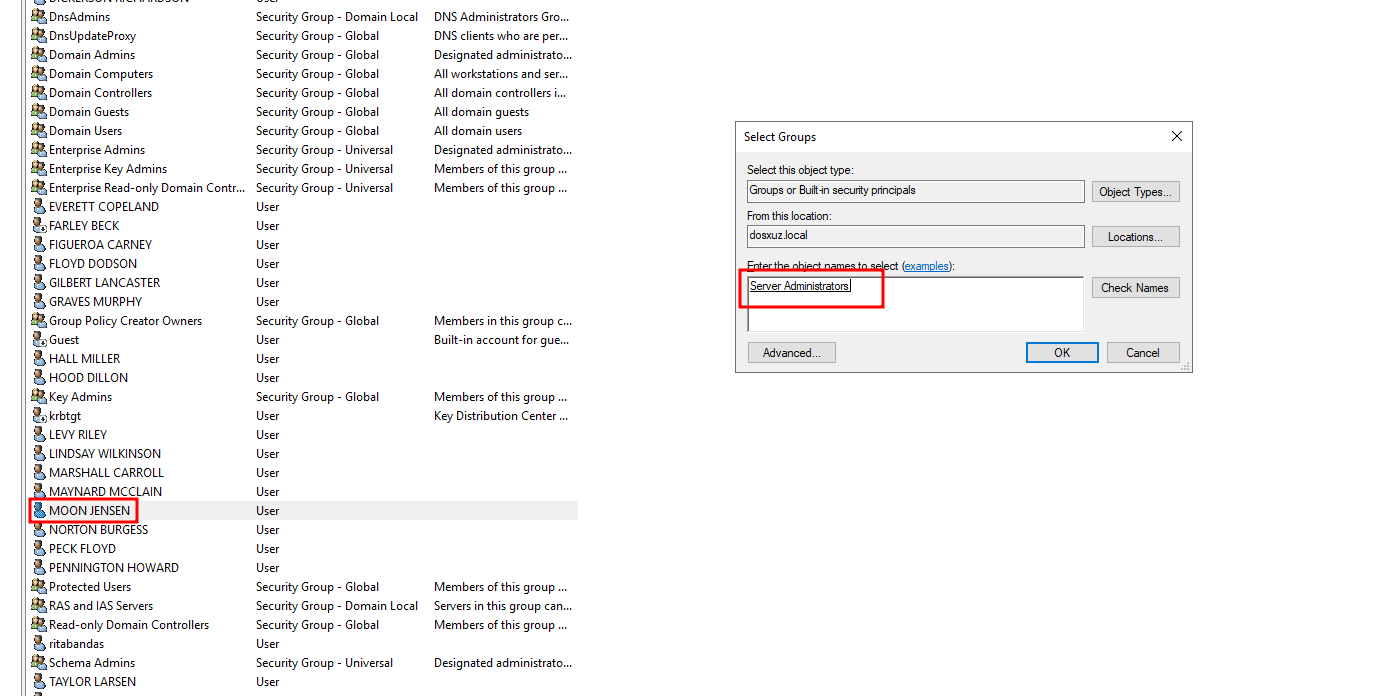 DICKERSON RICHARDSON User
DnsAdmins Security Group - Domain Local DNS Administrators Gro...
DnsUpdateProxy Security Group - Global DNS clients who are per...
Domain Admins Security Group - Global Designated administrato...
Domain Computers Security Group - Global All workstations and ser...
Domain Controllers Security Group - Global All domain controllers i...
Domain Guests Security Group - Global All domain guests
Domain Users Security Group - Global All domain users
Enterprise Admins Security Group - Universal Designated administrato...
Enterprise Key Admins Security Group - Universal Members of this group ...
Enterprise Read-only Domain Contr... Security Group - Universal Members of this group ...
EVERETT COPELAND User
FARLEY BECK User
FIGUEROA CARNEY User
FLOYD DODSON User
GILBERT LANCASTER User
GRAVES MURPHY User
Group Policy Creator Owners Security Group - Global Members in this group c...
Guest User Built-in account for gue...
HALL MILLER User
HOOD DILLON User
Key Admins Security Group - Global Members of this group ...
krbtgt User Key Distribution Center ...
LEVY RILEY User
LINDSAY WILKINSON User
MARSHALL CARROLL User
MAYNARD MCCLAIN User
MOON JENSEN User
NORTON BURGESS User
PECK FLOYD User
PENNINGTON HOWARD User
Protected Users Security Group - Global Members of this group ...
RAS and IAS Servers Security Group - Domain Local Servers in this group can...
Read-only Domain Controllers Security Group - Global Members of this group ...
ritabandas User
Schema Admins Security Group - Universal Designated administrato...
TAYLOR LARSEN User
Select Groups
Select this object type:
Groups or Built-in security principals Object Types...
From this location:
dosxuz.local Locations...
Enter the object names to select (examples):
Server Administrators Check Names
Advanced... OK Cancel